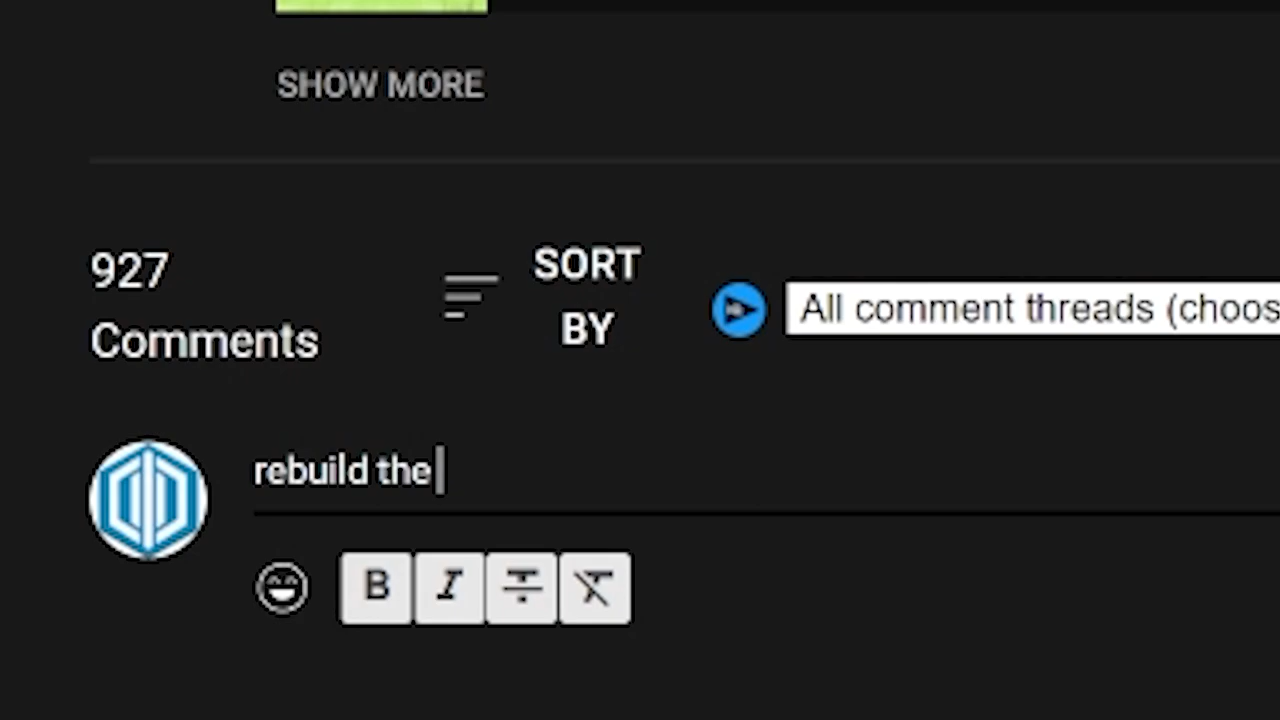 SHOW MORE
927
Comments
SORT
BY
All comment threads (choos
rebuild the
B I T T